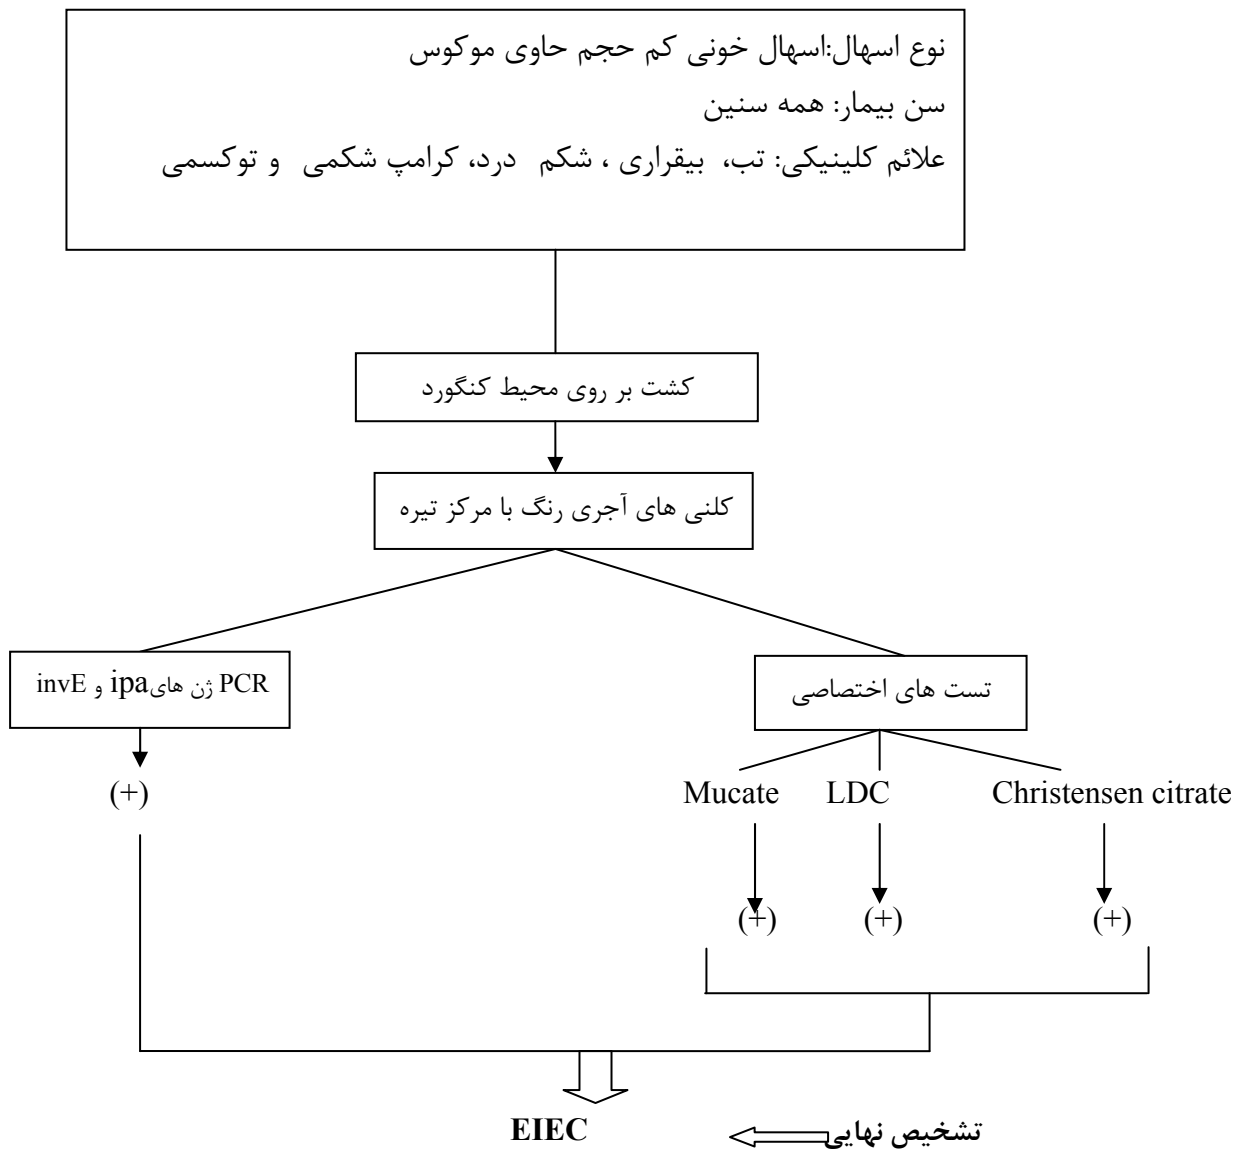 نوع اسهال:اسهال خونی کم حجم حاوی موکوس
سن بیمار: همه سنین
علائم کلینیکی: تب، بیقراری ، شکم درد، کرامپ شکمی و توکسمی
کشت بر روی محیط کنگورد
کلنی های آجری رنگ با مرکز تیره
PCR ژن های ipa و invE
تست های اختصاصی
(+)
Mucate LDC Christensen citrate
(+) (+) (+)
تشخیص نهایی EIEC